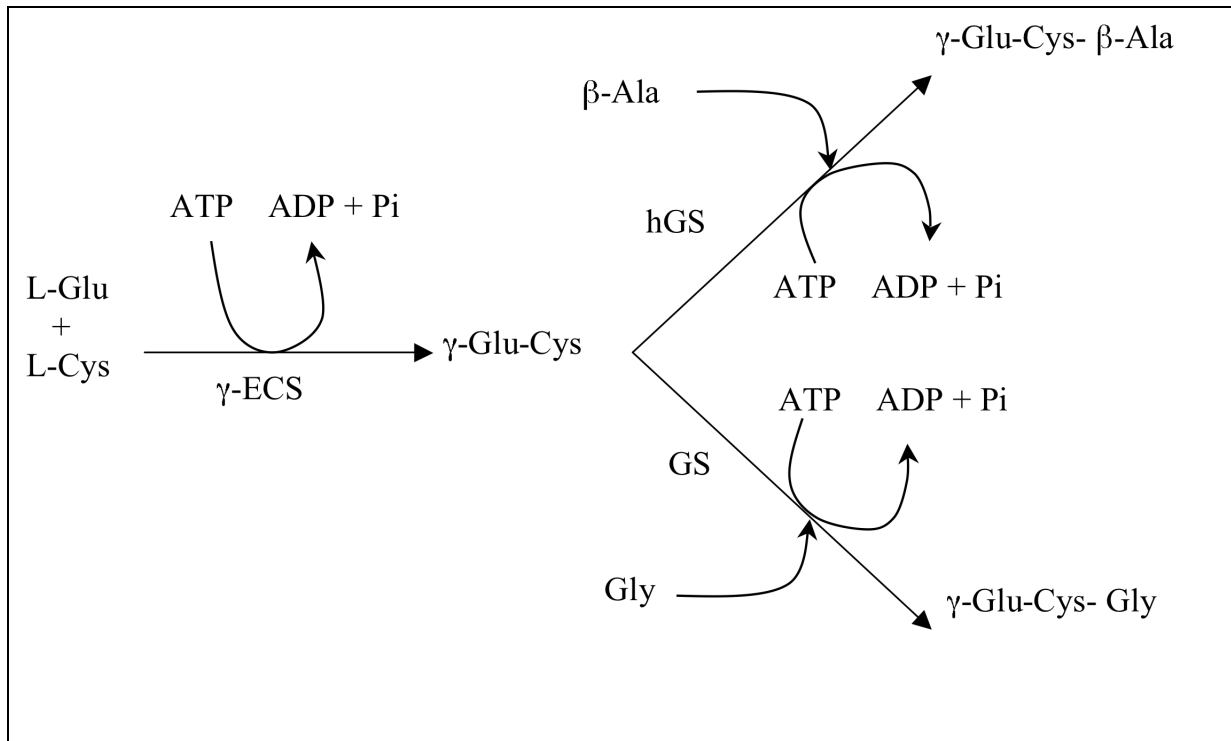 γ-Glu-Cys- β-Ala
β-Ala
ATP ADP + Pi
hGS
L-Glu
+
L-Cys
ATP ADP + Pi
γ-Glu-Cys
γ-ECS
ATP ADP + Pi
GS
Gly
γ-Glu-Cys- Gly